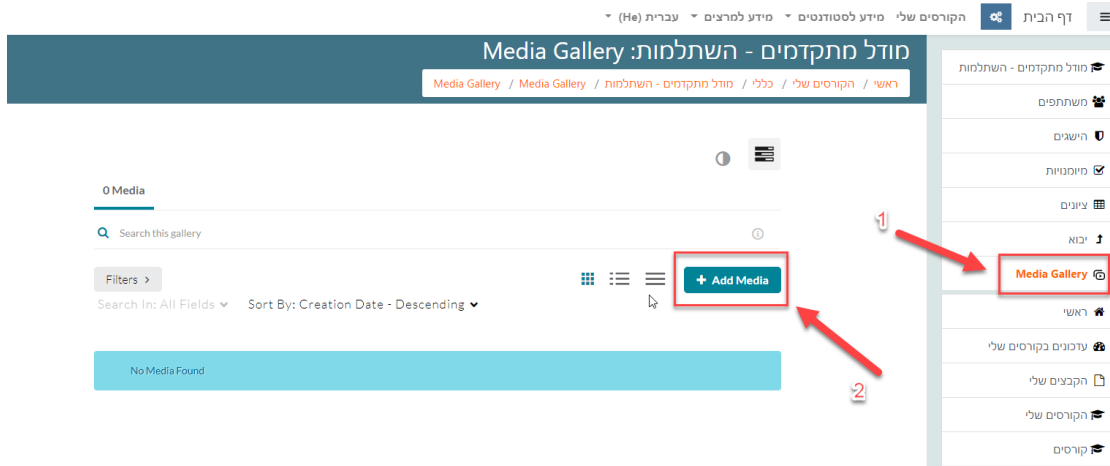 דף הבית
הקורסים שלי מידע לסטודנטים מידע למרצים עברית (He)
מודל מתקדמים - השתלמות: Media Gallery
ראשי / הקורסים שלי / כללי / מודל מתקדמים - השתלמות / Media Gallery / Media Gallery
מודל מתקדמים - השתלמות
משתתפים
הישגים
מיומנויות
ציונים
יבוא
Media Gallery
ראשי
עדכונים בקורסים שלי
הקבצים שלי
הקורסים שלי
קורסים
1
0 Media
Search this gallery
Filters >
+ Add Media
Search In: All Fields Sort By: Creation Date - Descending
No Media Found
2